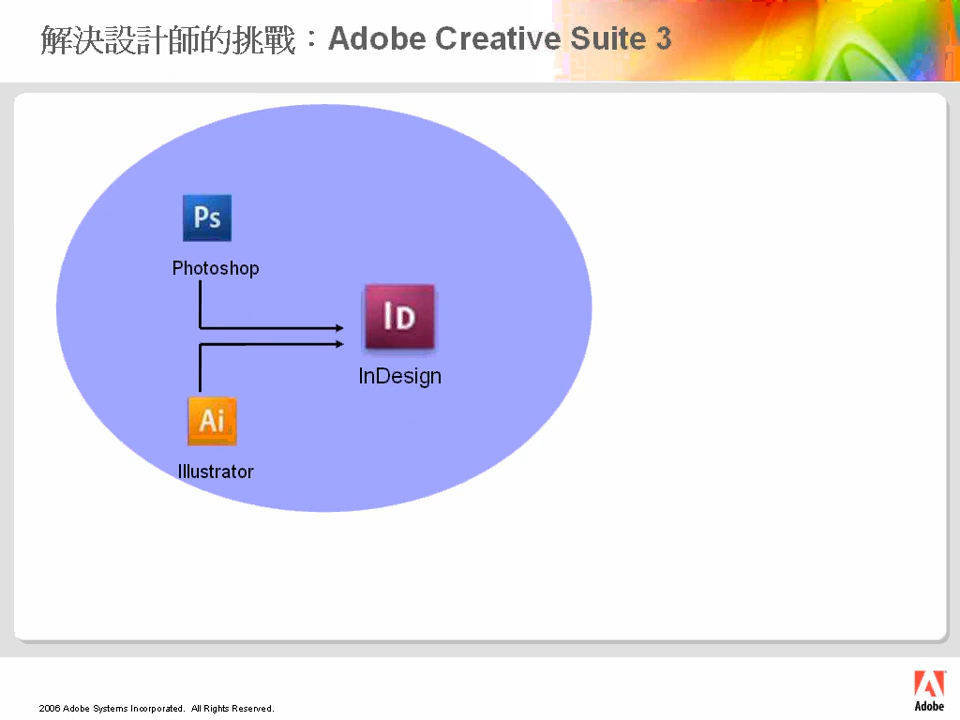 解決設計師的挑戰：Adobe Creative Suite 3
Ps
Photoshop
ID
InDesign
Ai
Illustrator
2006 Adobe Systems Incorporated. All Rights Reserved.
Adobe